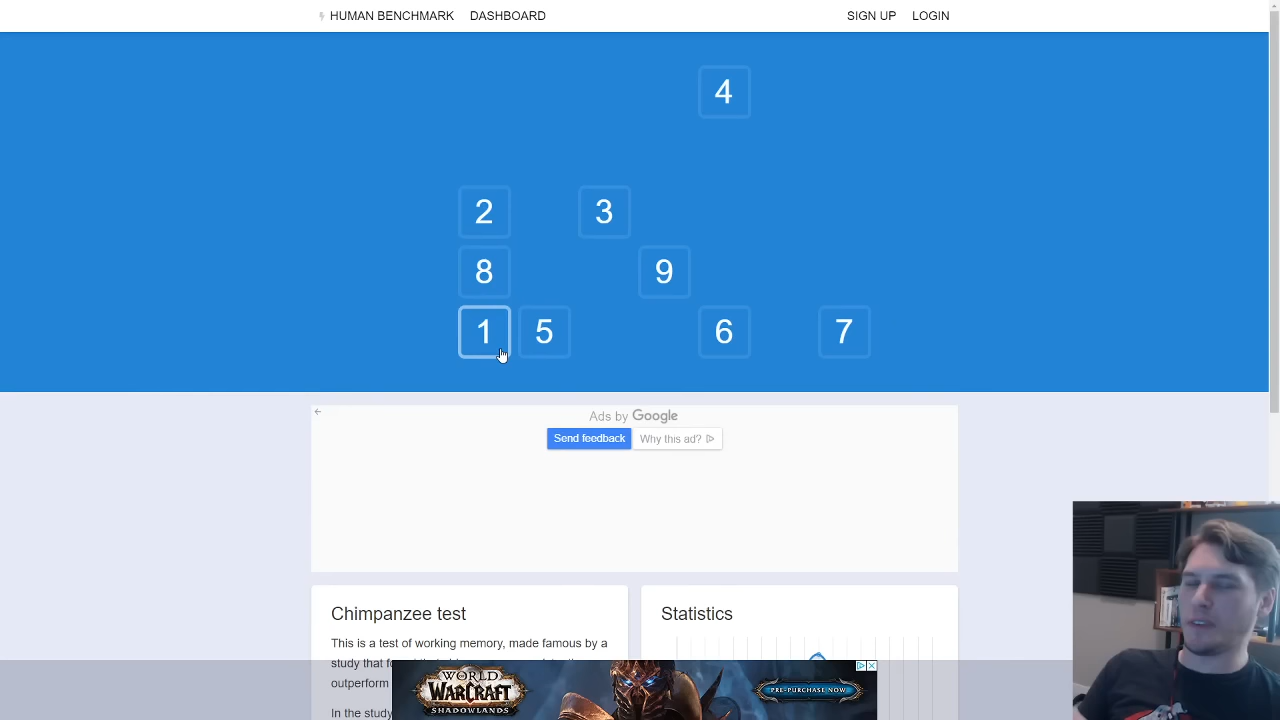 HUMAN BENCHMARK DASHBOARD SIGN UP LOGIN
4
2 3
8 9
1 5 6 7
Ads by Google
Send feedback Why this ad?
Chimpanzee test
This is a test of working memory, made famous by a
study that
outperform
In the study
Statistics
WORLD
WARCRAFT
SHADOWLANDS
PRE-PURCHASE NOW